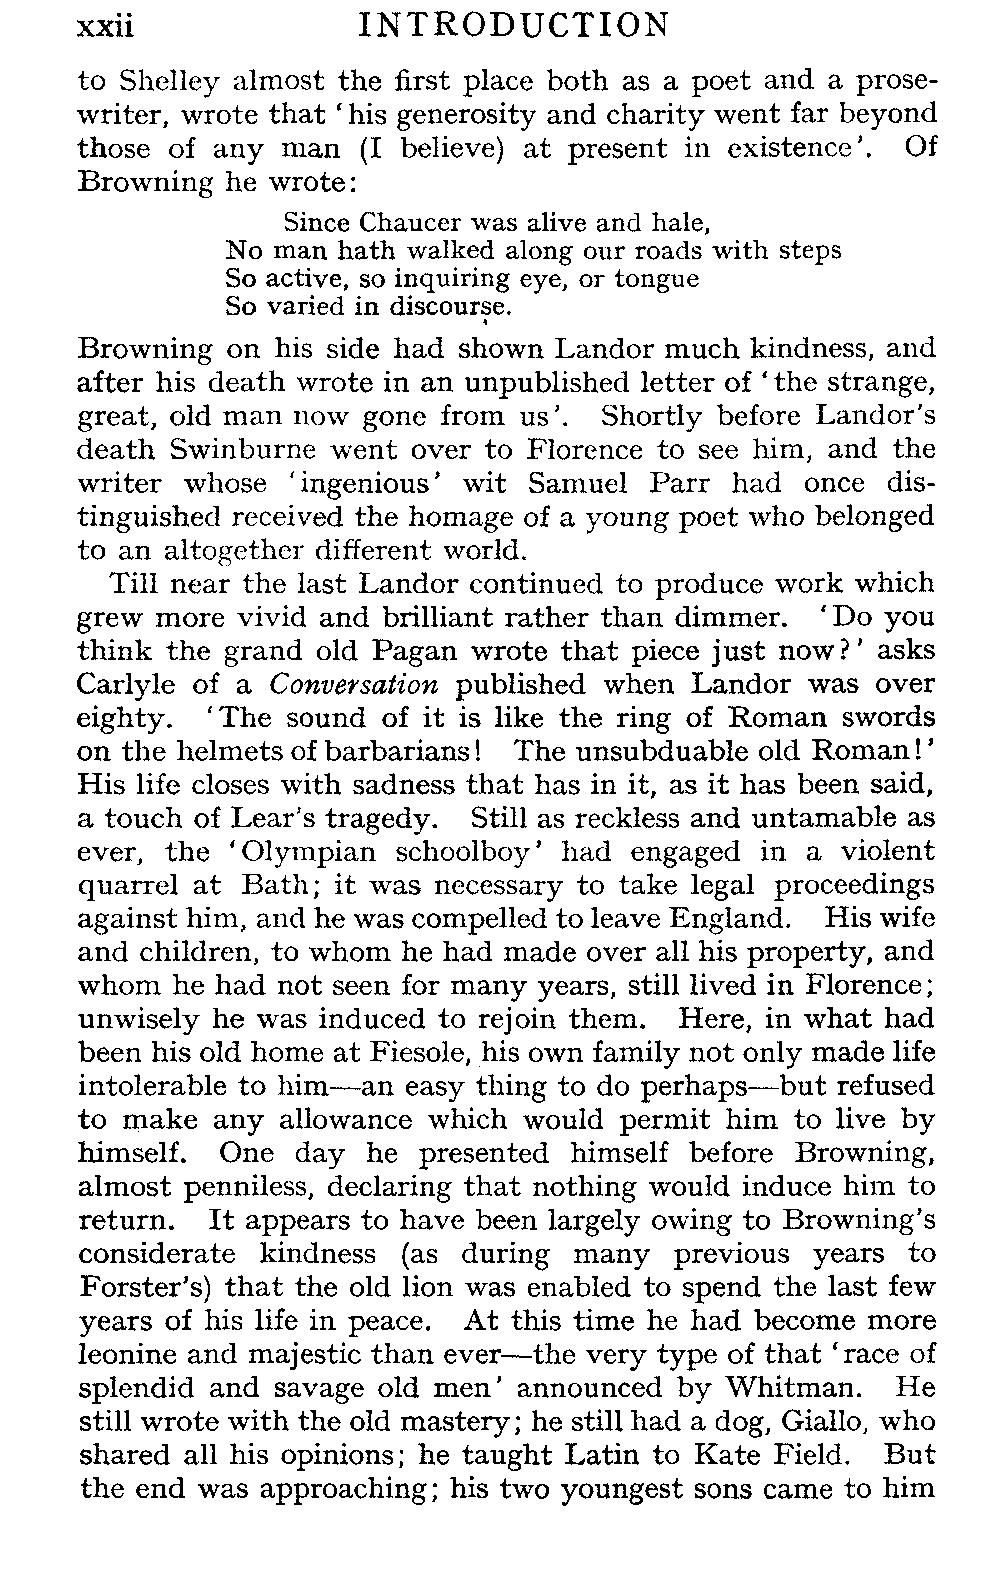 xxii INTRODUCTION
to Shelley almost the first place both as a poet and a prose-
writer, wrote that ‘his generosity and charity went far beyond
those of any man (I believe) at present in existence’. Of
Browning he wrote:
Since Chaucer was alive and hale,
No man hath walked along our roads with steps
So active, so inquiring eye, or tongue
So varied in discourse.
Browning on his side had shown Landor much kindness, and
after his death wrote in an unpublished letter of ‘the strange,
great, old man now gone from us’. Shortly before Landor’s
death Swinburne went over to Florence to see him, and the
writer whose ‘ingenious’ wit Samuel Parr had once dis-
tinguished received the homage of a young poet who belonged
to an altogether different world.
Till near the last Landor continued to produce work which
grew more vivid and brilliant rather than dimmer. ‘Do you
think the grand old Pagan wrote that piece just now?’ asks
Carlyle of a Conversation published when Landor was over
eighty. ‘The sound of it is like the ring of Roman swords
on the helmets of barbarians! The unsubduable old Roman!’
His life closes with sadness that has in it, as it has been said,
a touch of Lear’s tragedy. Still as reckless and untamable as
ever, the ‘Olympian schoolboy’ had engaged in a violent
quarrel at Bath; it was necessary to take legal proceedings
against him, and he was compelled to leave England. His wife
and children, to whom he had made over all his property, and
whom he had not seen for many years, still lived in Florence;
unwisely he was induced to rejoin them. Here, in what had
been his old home at Fiesole, his own family not only made life
intolerable to him—an easy thing to do perhaps—but refused
to make any allowance which would permit him to live by
himself. One day he presented himself before Browning,
almost penniless, declaring that nothing would induce him to
return. It appears to have been largely owing to Browning’s
considerate kindness (as during many previous years to
Forster’s) that the old lion was enabled to spend the last few
years of his life in peace. At this time he had become more
leonine and majestic than ever—the very type of that ‘race of
splendid and savage old men’ announced by Whitman. He
still wrote with the old mastery; he still had a dog, Giallo, who
shared all his opinions; he taught Latin to Kate Field. But
the end was approaching; his two youngest sons came to him